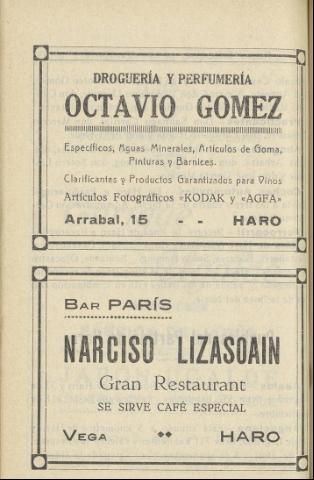 DROGUERÍA Y PERFUMERÍA
OCTAVIO GOMEZ
Específicos, Aguas Minerales, Artículos de Goma,
Pinturas y Barnices.
Clarificantes y Productos Garantizados para Vinos
Artículos Fotográficos «KODAK y «AGFA»
Arrabal, 15 - - HARO
BAR PARÍS
NARCISO LIZASOAIN
Gran Restaurant
SE SIRVE CAFÉ ESPECIAL
VEGA HARO